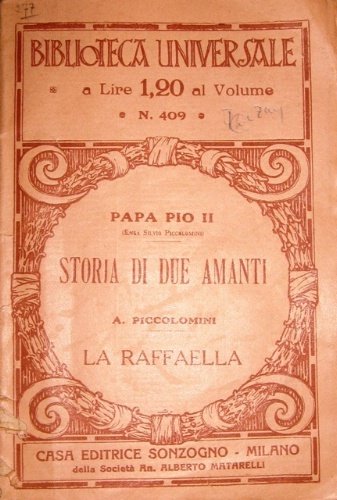 277
BIBLIOTECA UNIVERSALE
a Lire 1,20 al Volume
N. 409
PAPA PIO II
(ENEA SILVIO PICCOLOMINI)
STORIA DI DUE AMANTI
A. PICCOLOMINI
LA RAFFAELLA
CASA EDITRICE SONZOGNO - MILANO
della Società An. ALBERTO MATARELLI